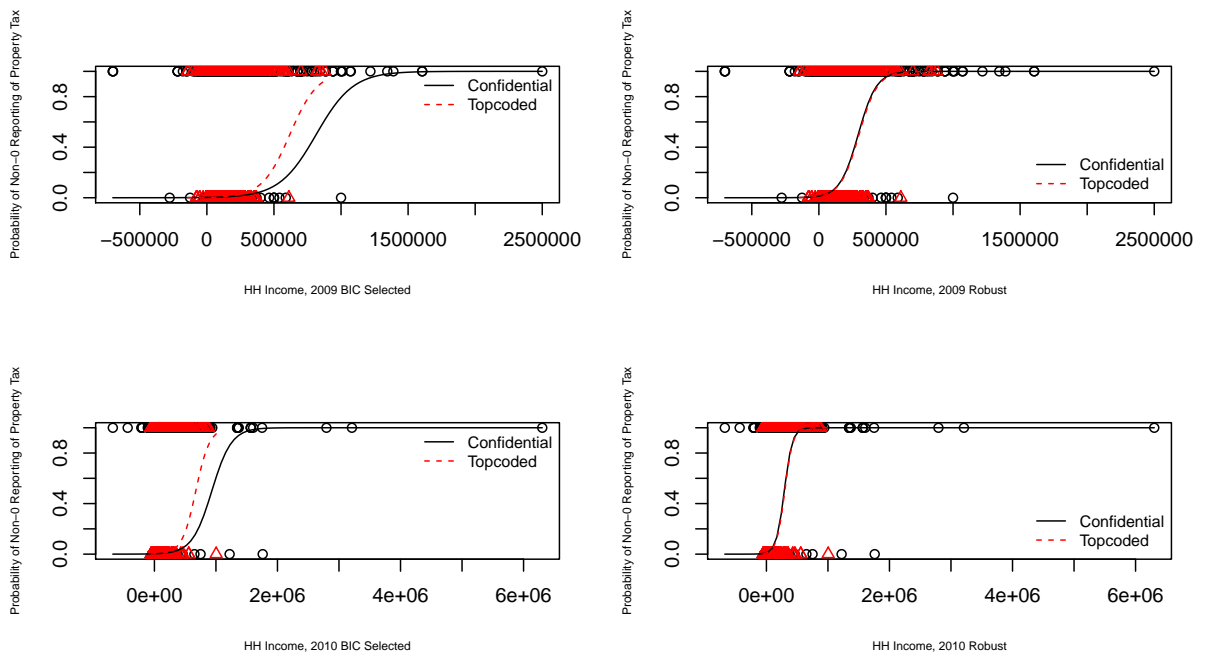 Probability of Non−0 Reporting of Property Tax
0.0 0.4 0.8
Confidential
Topcoded
−500000 0 500000 1500000 2500000
HH Income, 2009 BIC Selected
Probability of Non−0 Reporting of Property Tax
0.0 0.4 0.8
Confidential
Topcoded
−500000 0 500000 1500000 2500000
HH Income, 2009 Robust
Probability of Non−0 Reporting of Property Tax
0.0 0.4 0.8
Confidential
Topcoded
0e+00 2e+06 4e+06 6e+06
HH Income, 2010 BIC Selected
Probability of Non−0 Reporting of Property Tax
0.0 0.4 0.8
Confidential
Topcoded
0e+00 2e+06 4e+06 6e+06
HH Income, 2010 Robust